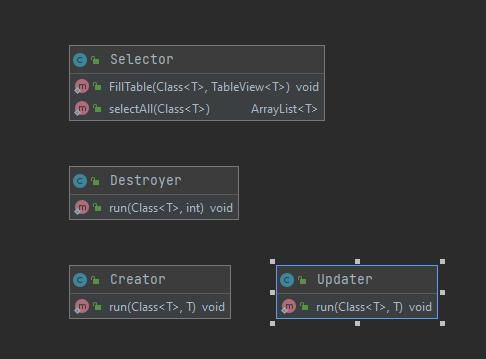 Selector
FillTable(Class<T>, TableView<T>) void
selectAll(Class<T>) ArrayList<T>
Destroyer
run(Class<T>, int) void
Creator
run(Class<T>, T) void
Updater
run(Class<T>, T) void